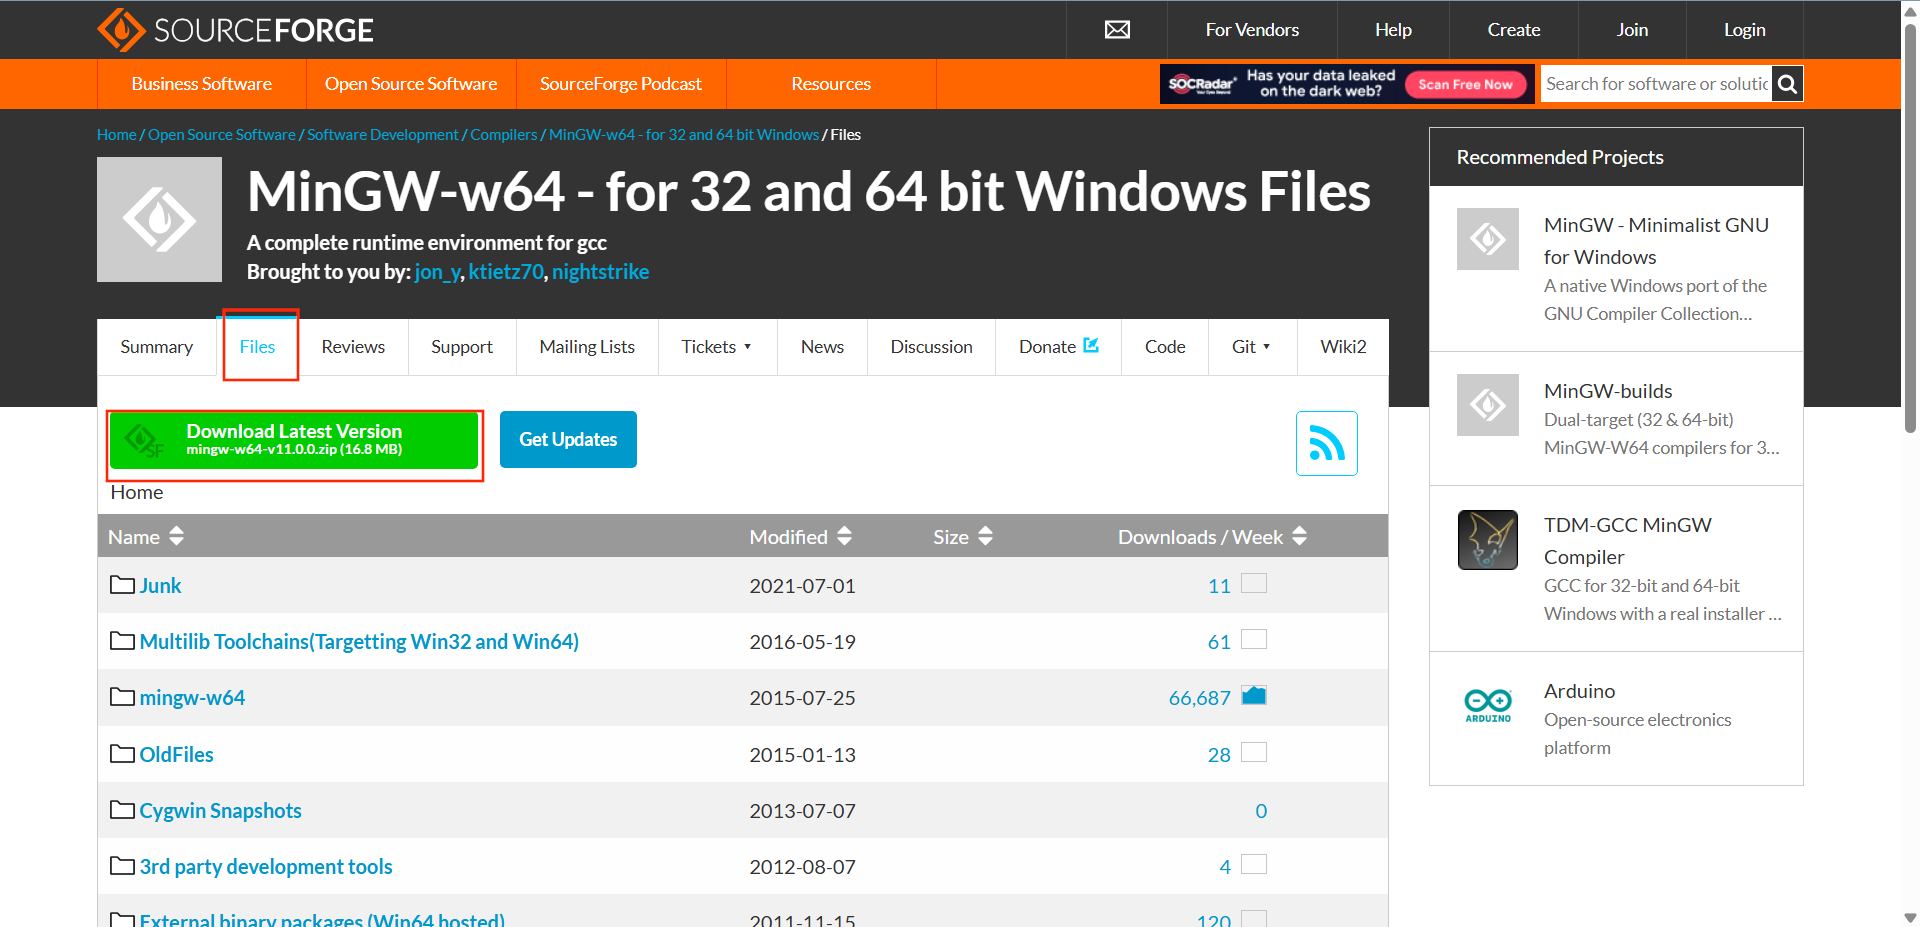 SOURCEFORGE
For Vendors
Help
Create
Join
Login
Business Software
Open Source Software
SourceForge Podcast
Resources
SOCRadar
Your Eyes Beyond
Has your data leaked
on the dark web?
Scan Free Now
Search for software or solutic
Home / Open Source Software / Software Development / Compilers / MinGW-w64 - for 32 and 64 bit Windows / Files
MinGW-w64 - for 32 and 64 bit Windows Files
A complete runtime environment for gcc
Brought to you by: jon_y, ktietz70, nightstrike
Summary
Files
Reviews
Support
Mailing Lists
Tickets
News
Discussion
Donate
Code
Git
Wiki2
SF
Download Latest Version
mingw-w64-v11.0.0.zip (16.8 MB)
Get Updates
Home
Name Modified Size Downloads / Week
Junk 2021-07-01 11
Multilib Toolchains(Targetting Win32 and Win64) 2016-05-19 61
mingw-w64 2015-07-25 66,687
OldFiles 2015-01-13 28
Cygwin Snapshots 2013-07-07 0
3rd party development tools 2012-08-07 4
External binary packages (Win64 hosted) 2011-11-15 120
Recommended Projects
MinGW - Minimalist GNU
for Windows
A native Windows port of the
GNU Compiler Collection...
MinGW-builds
Dual-target (32 & 64-bit)
MinGW-W64 compilers for 3...
TDM-GCC MinGW
Compiler
GCC for 32-bit and 64-bit
Windows with a real installer ...
ARDUINO
Arduino
Open-source electronics
platform